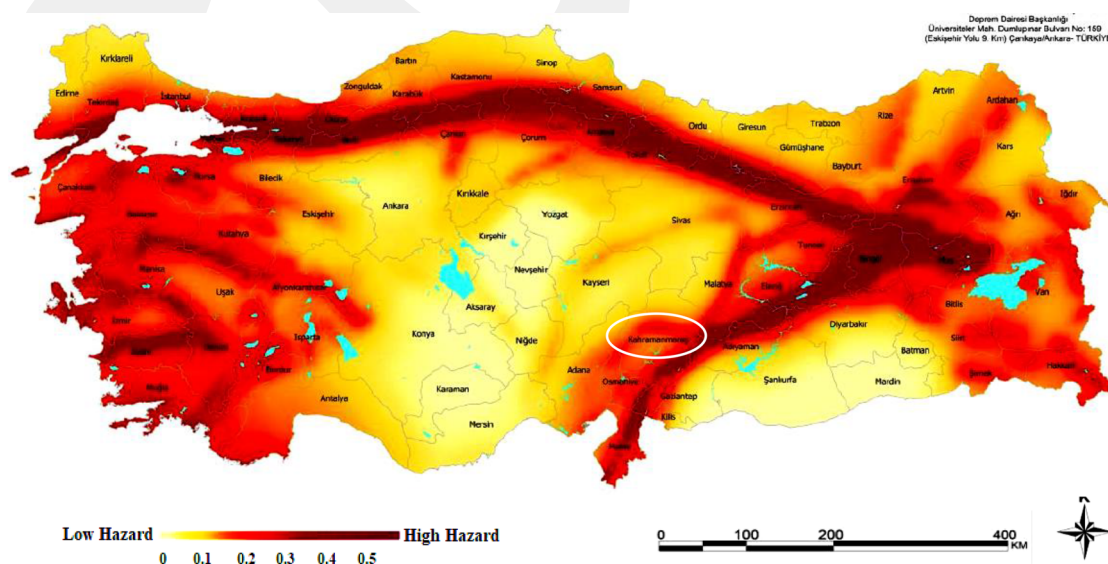 Deprem Dairesi Başkanlığı
Üniversiteler Mah. Dumlupınar Bulvarı No: 159
(Eskişehir Yolu 9. Km) Çankaya/Ankara- TÜRKİYE
Kırklareli
Edirne
Tekirdağ
İstanbul
Zonguldak
Bartın
Karabük
Kastamonu
Sinop
Samsun
Çankırı
Çorum
Amasya
Tokat
Ordu
Giresun
Trabzon
Rize
Artvin
Ardahan
Kars
Gümüşhane
Bayburt
Erzurum
Iğdır
Ağrı
Çanakkale
Bursa
Bilecik
Eskişehir
Ankara
Kırıkkale
Yozgat
Sivas
Erzincan
Kütahya
Kırşehir
Nevşehir
Kayseri
Malatya
Elazığ
Tunceli
Bingöl
Muş
Bitlis
Van
Manisa
Uşak
Afyonkarahisar
Aksaray
Konya
Niğde
Kahramanmaraş
Adıyaman
Diyarbakır
Batman
Siirt
İzmir
Isparta
Burdur
Adana
Osmaniye
Gaziantep
Şanlıurfa
Mardin
Şırnak
Hakkari
Muğla
Antalya
Karaman
Mersin
Kilis
Hatay
Low Hazard
High Hazard
0 0.1 0.2 0.3 0.4 0.5
0 100 200 400
KM